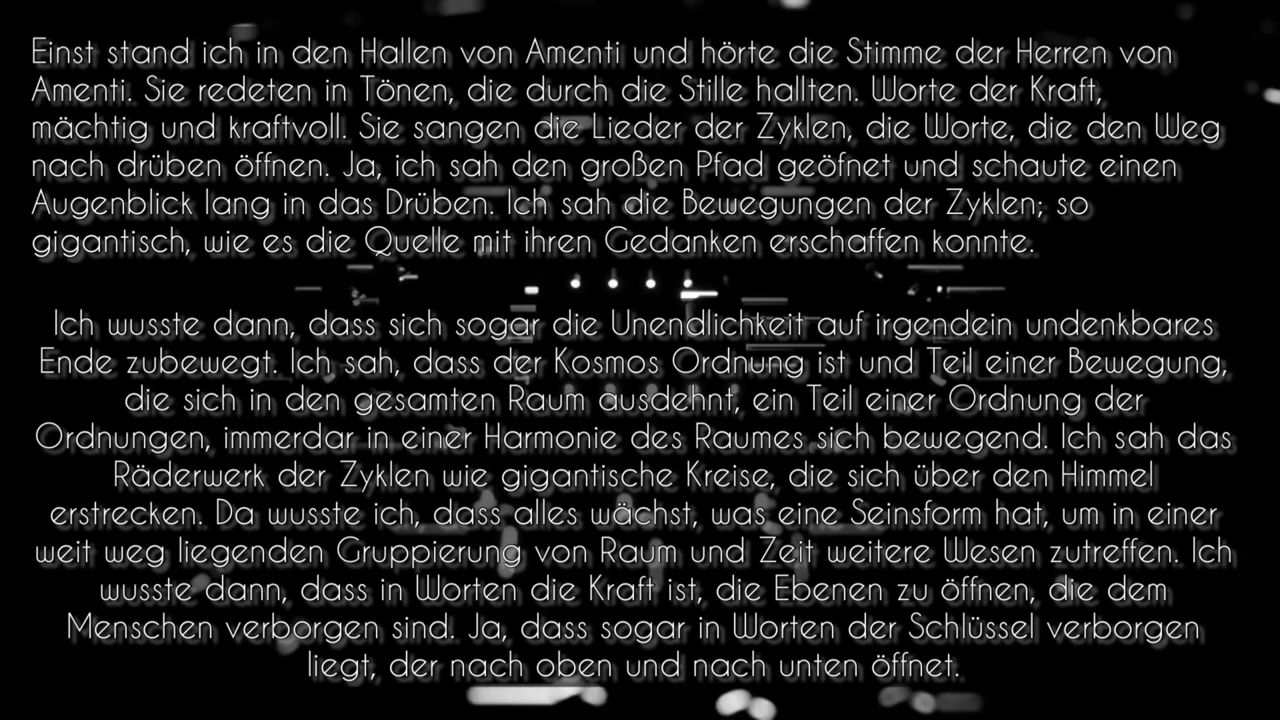 Einst stand ich in den Hallen von Amenti und hörte die Stimme der Herren von
Amenti. Sie redeten in Tönen, die durch die Stille hallten. Worte der Kraft,
mächtig und kraftvoll. Sie sangen die Lieder der Zyklen, die Worte, die den Weg
nach drüben öffnen. Ja, ich sah den großen Pfad geöfnet und schaute einen
Augenblick lang in das Drüben. Ich sah die Bewegungen der Zyklen; so
gigantisch, wie es die Quelle mit ihren Gedanken erschaffen konnte.
Ich wusste dann, dass sich sogar die Unendlichkeit auf irgendein undenkbares
Ende zubewegt. Ich sah, dass der Kosmos Ordnung ist und Teil einer Bewegung,
die sich in den gesamten Raum ausdehnt, ein Teil einer Ordnung der
Ordnungen, immerdar in einer Harmonie des Raumes sich bewegend. Ich sah das
Räderwerk der Zyklen wie gigantische Kreise, die sich über den Himmel
erstrecken. Da wusste ich, dass alles wächst, was eine Seinsform hat, um in einer
weit weg liegenden Gruppierung von Raum und Zeit weitere Wesen zutreffen. Ich
wusste dann, dass in Worten die Kraft ist, die Ebenen zu öffnen, die dem
Menschen verborgen sind. Ja, dass sogar in Worten der Schlüssel verborgen
liegt, der nach oben und nach unten öffnet.